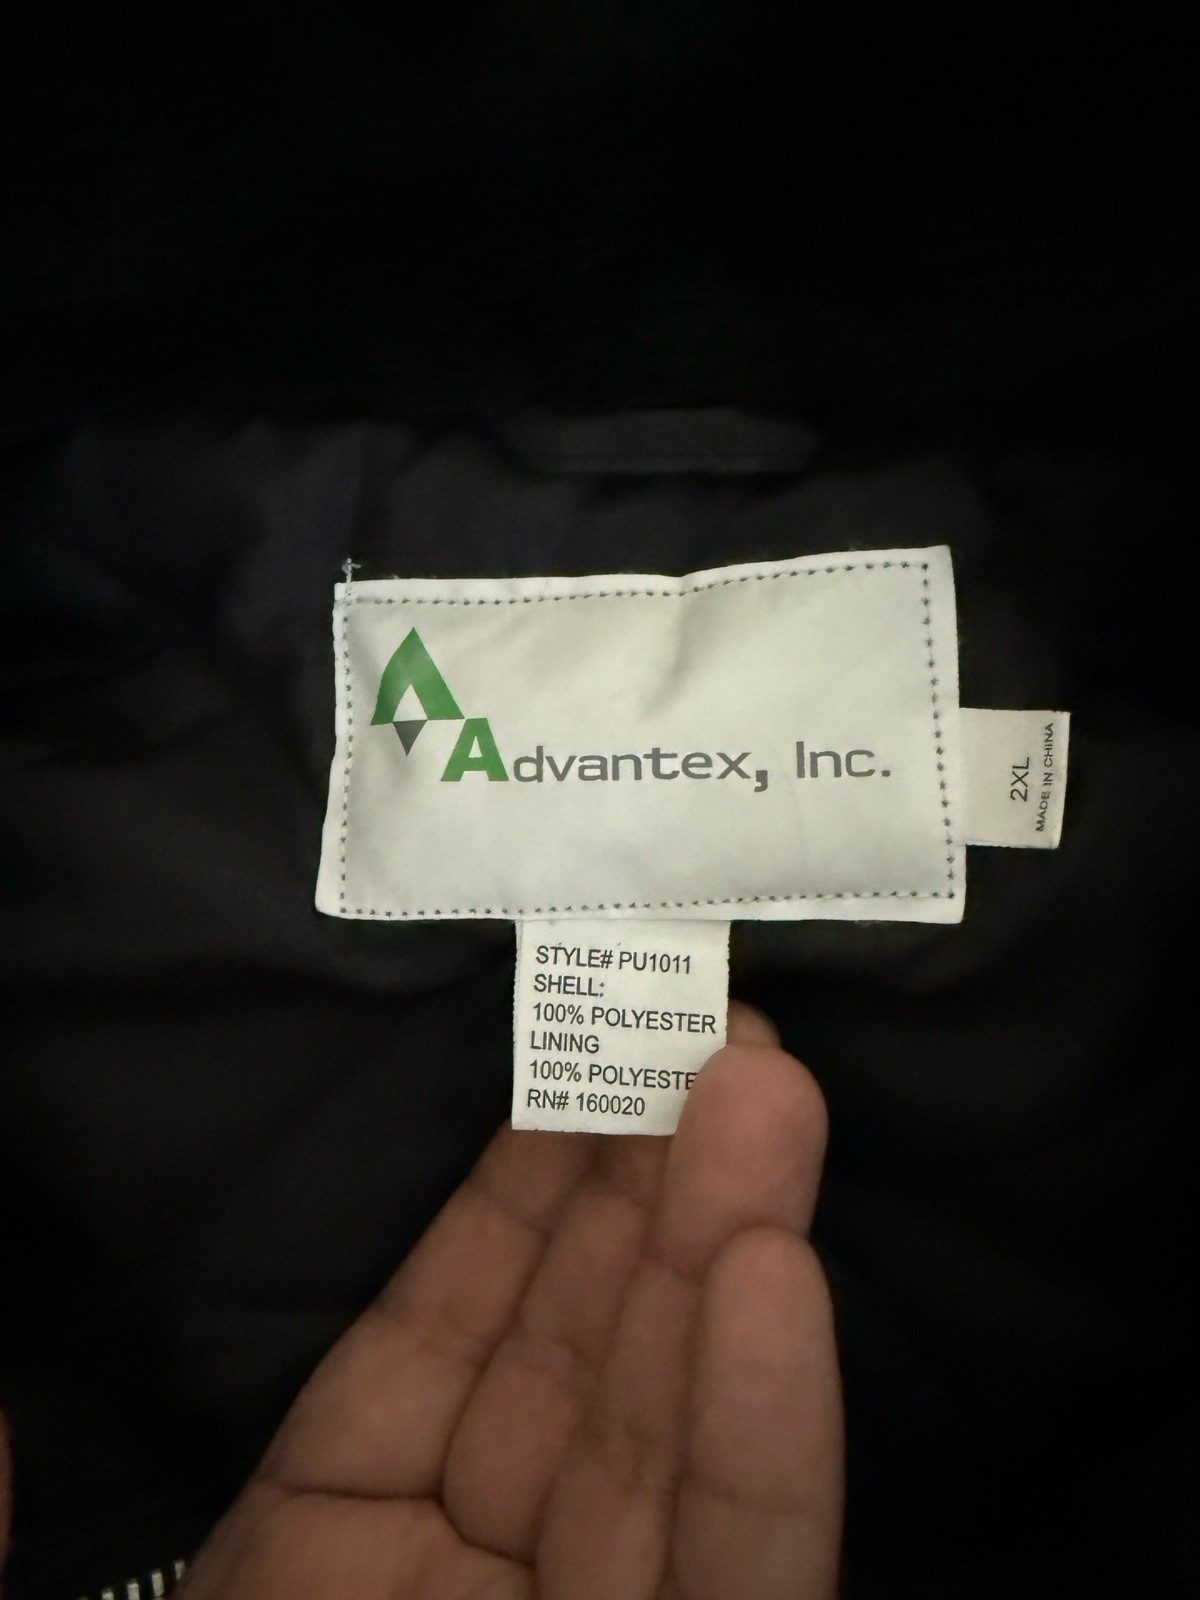 Advantex, Inc.
2XL
MADE IN CHINA
STYLE# PU1011
SHELL:
100% POLYESTER
LINING
100% POLYESTE
RN# 160020